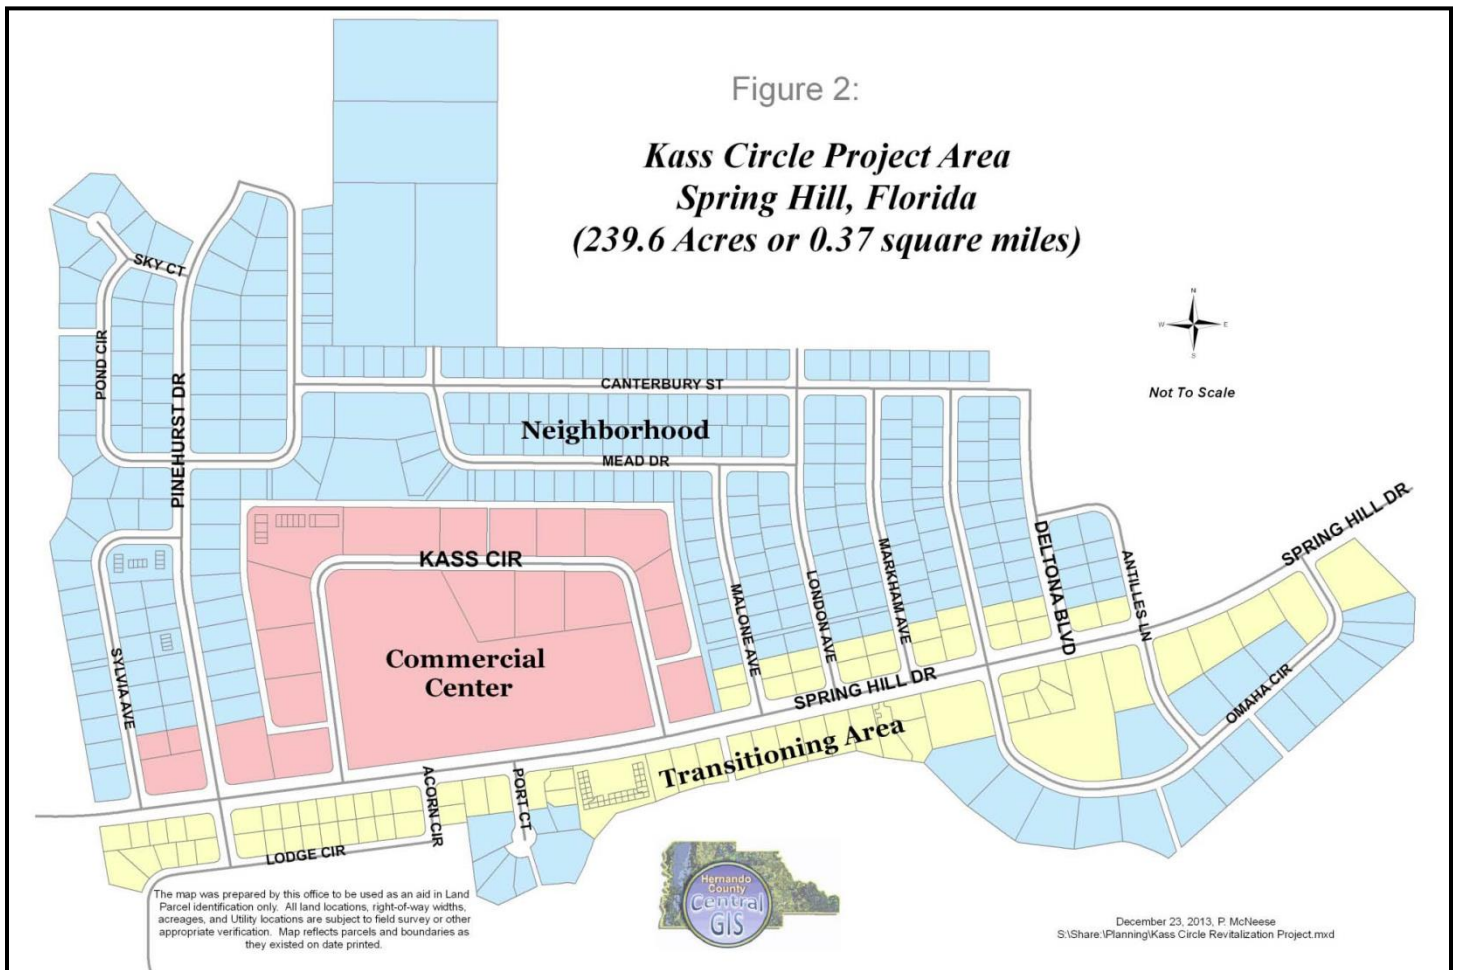 Figure 2:
Kass Circle Project Area
Spring Hill, Florida
(239.6 Acres or 0.37 square miles)
N
W E
S
Not To Scale
SKY CT
POND CIR
PINEHURST DR
CANTERBURY ST
Neighborhood
MEAD DR
KASS CIR
Commercial
Center
SYLVIA AVE
MALONE AVE
LONDON AVE
MARKHAM AVE
DELTONA BLVD
ANTILLES LN
SPRING HILL DR
SPRING HILL DR
OMAHA CIR
Transitioning Area
ACORN CIR
PORT CT
LODGE CIR
The map was prepared by this office to be used as an aid in Land
Parcel identification only. All land locations, right-of-way widths,
acreages, and Utility locations are subject to field survey or other
appropriate verification. Map reflects parcels and boundaries as
they existed on date printed.
Hernando
County
Central
GIS
December 23, 2013, P. McNeese
S:\Share:\Planning\Kass Circle Revitalization Project.mxd